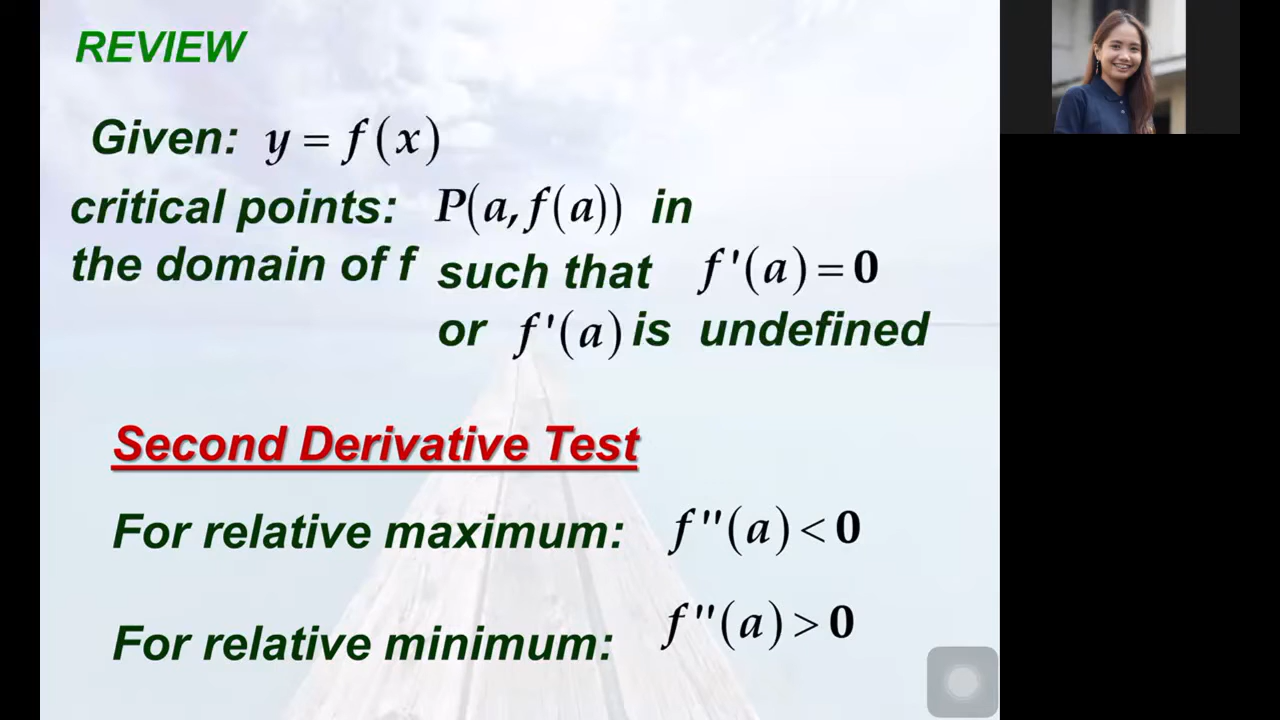 REVIEW
Given: y = f(x)
critical points: P(a, f(a)) in
the domain of f such that f'(a) = 0
or f'(a) is undefined
Second Derivative Test
For relative maximum: f"(a) < 0
For relative minimum: f"(a) > 0